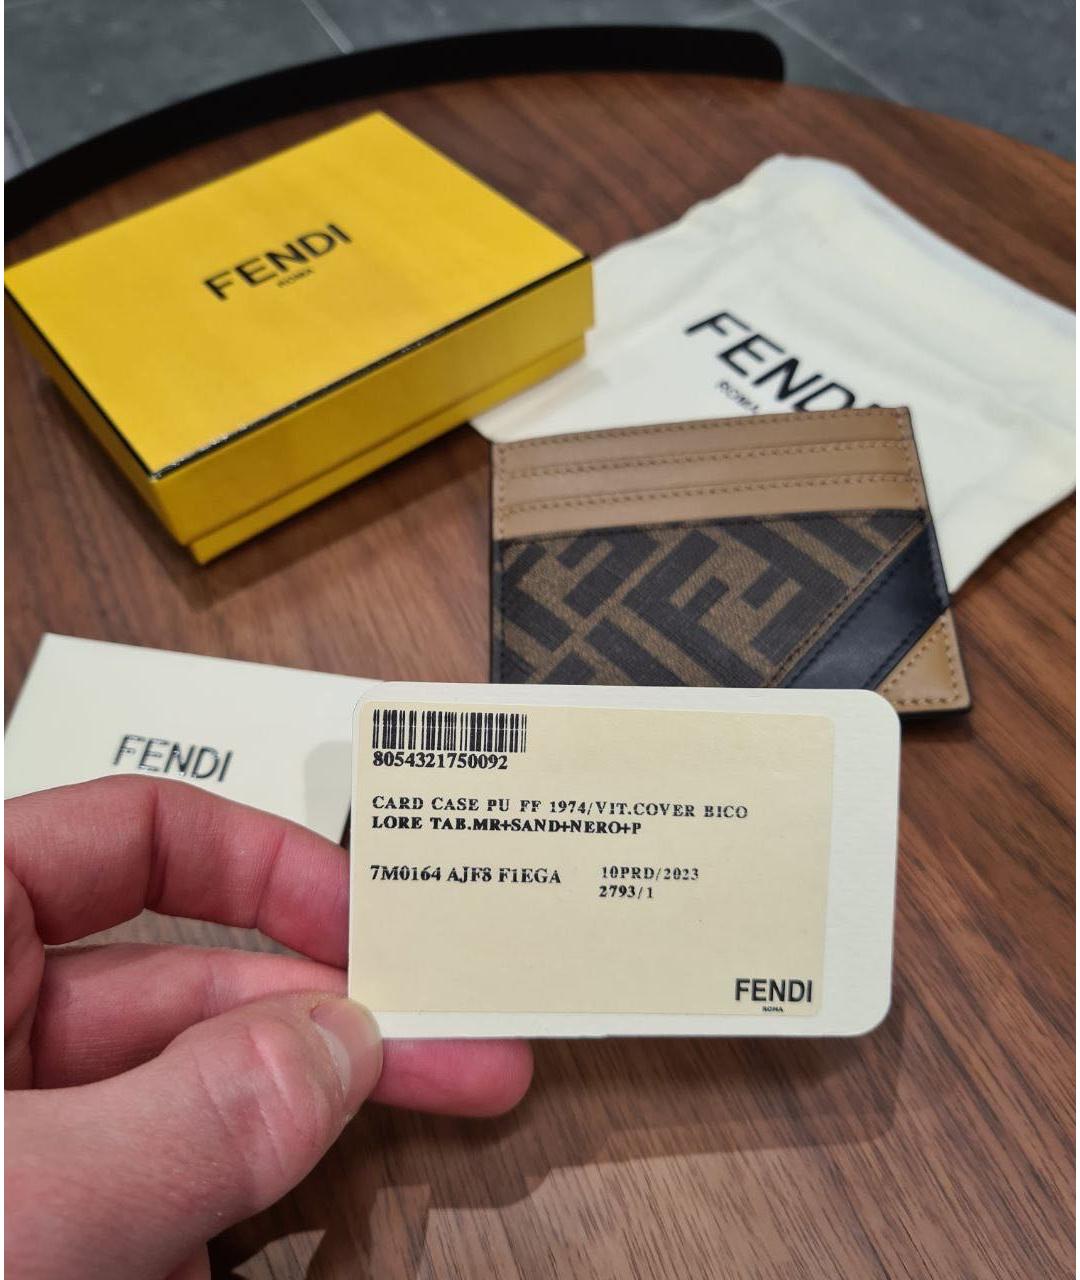 FENDI
ROMA
FENDI
ROMA
FENDI
8054321750092
CARD CASE PU FF 1974/VIT.COVER BICO
LORE TAB.MR+SAND+NERO+P
7M0164 AJF8 F1EGA
10PRD/2023
2793/1
FENDI
ROMA